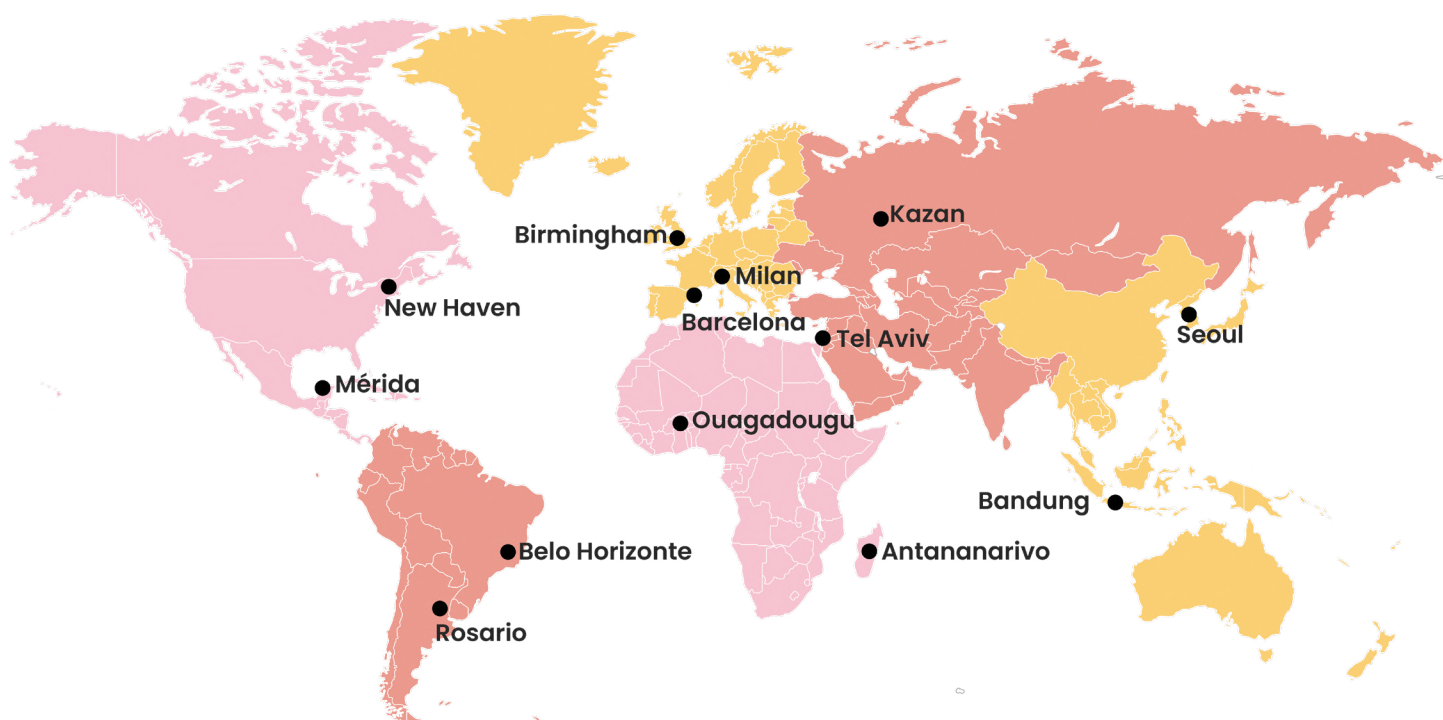 Kazan
Birmingham
Milan
New Haven
Barcelona
Tel Aviv
Seoul
Mérida
Ouagadougu
Bandung
Belo Horizonte
Antananarivo
Rosario